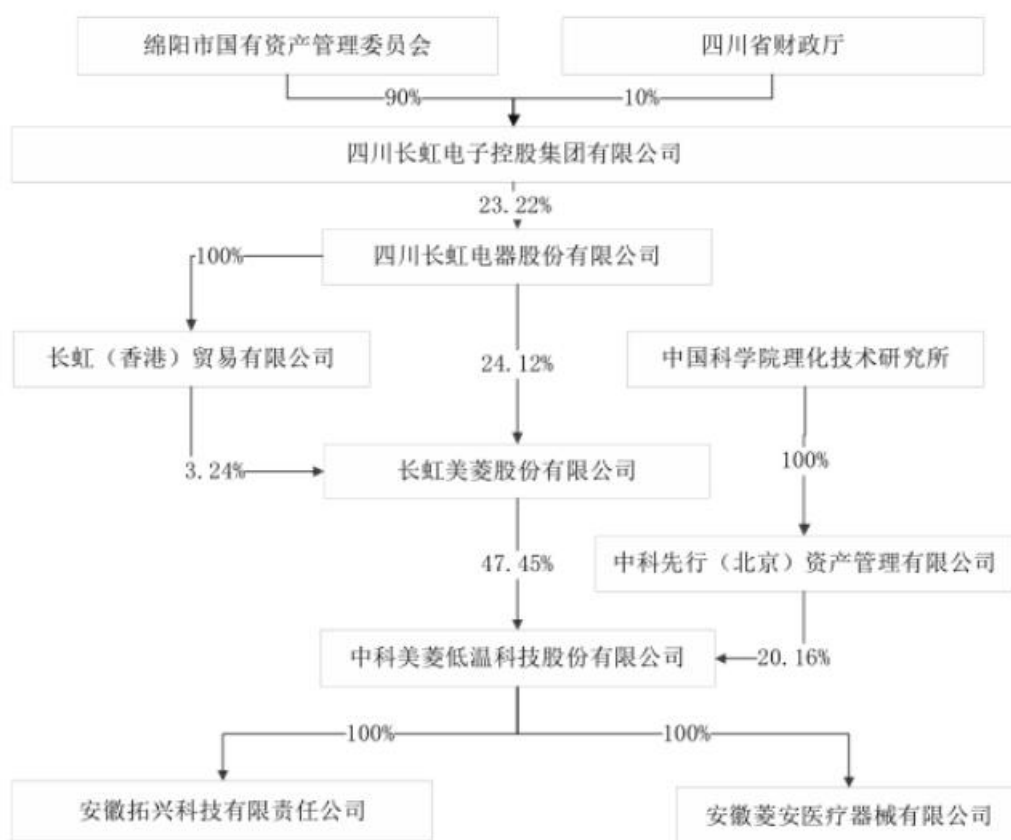 绵阳市国有资产管理委员会
四川省财政厅
90%
10%
四川长虹电子控股集团有限公司
23.22%
100%
四川长虹电器股份有限公司
长虹（香港）贸易有限公司
24.12%
中国科学院理化技术研究所
3.24%
长虹美菱股份有限公司
100%
47.45%
中科先行（北京）资产管理有限公司
中科美菱低温科技股份有限公司
20.16%
100%
100%
安徽拓兴科技有限责任公司
安徽菱安医疗器械有限公司